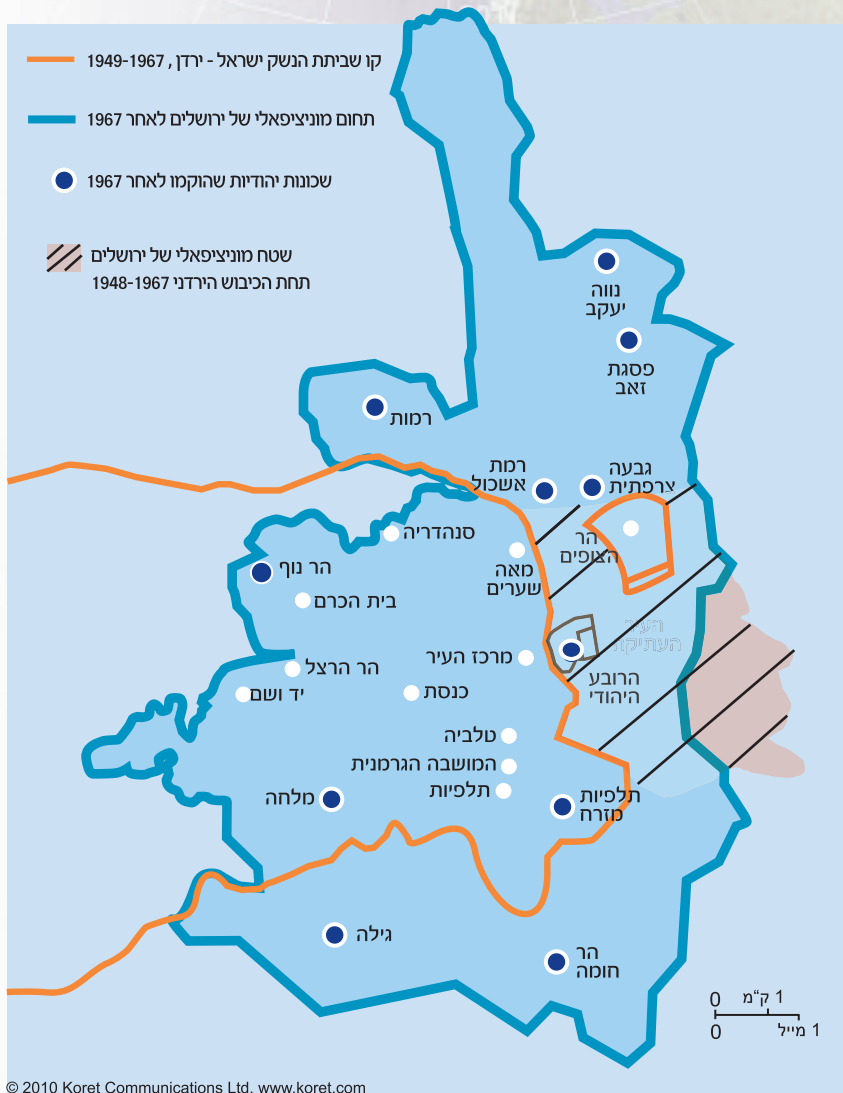 קו שביתת הנשק ישראל - ירדן , 1949-1967
תחום מוניציפאלי של ירושלים לאחר 1967
שכונות יהודיות שהוקמו לאחר 1967
שטח מוניציפאלי של ירושלים
תחת הכיבוש הירדני 1948-1967
נווה
יעקב
פסגת
זאב
רמות
רמת
אשכול
גבעה
צרפתית
סנהדריה
הר
הצופים
מאה
שערים
הר נוף
בית הכרם
העיר
העתיקה
מרכז העיר
הר הרצל
הרובע
היהודי
יד ושם
כנסת
טלביה
המושבה הגרמנית
תלפיות
תלפיות
מזרח
מלחה
גילה
הר
חומה
0 1 ק"מ
0 1 מייל
© 2010 Koret Communications Ltd. www.koret.com